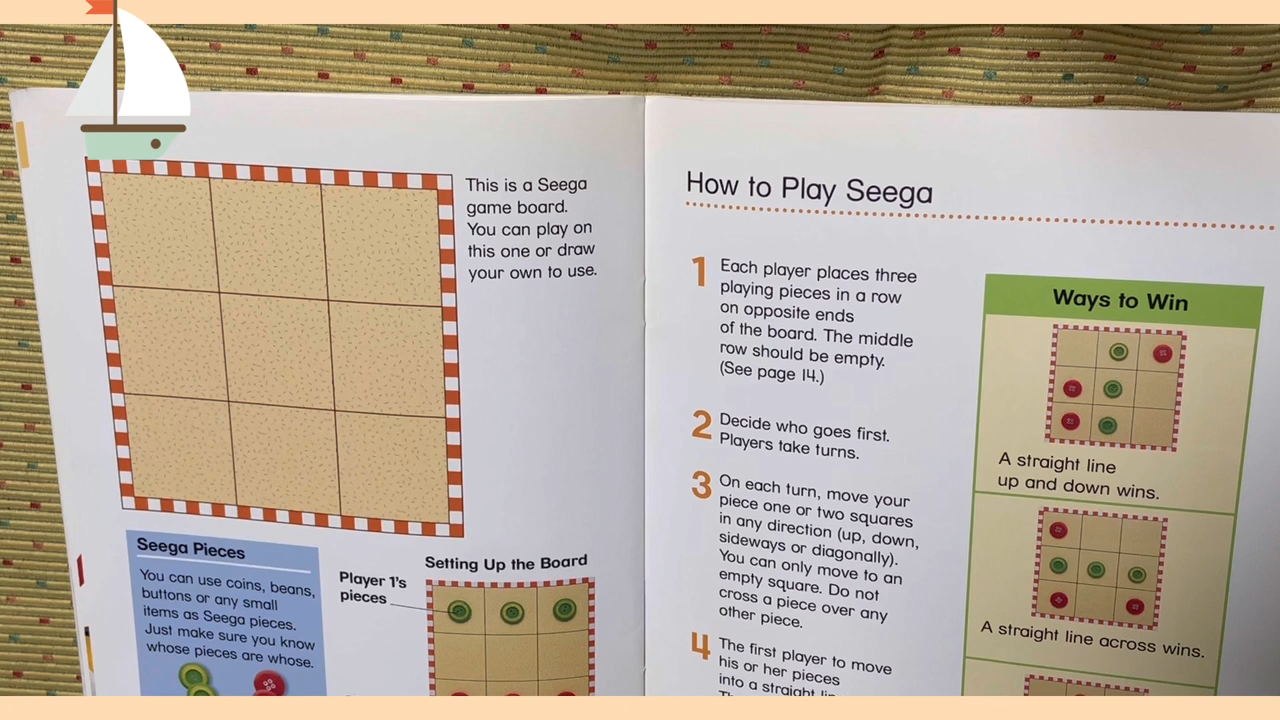 This is a Seega
game board.
You can play on
this one or draw
your own to use.
Seega Pieces
You can use coins, beans,
buttons or any small
items as Seega pieces.
Just make sure you know
whose pieces are whose.
Setting Up the Board
Player 1's
pieces
How to Play Seega
1 Each player places three
playing pieces in a row
on opposite ends
of the board. The middle
row should be empty.
(See page 14.)
2 Decide who goes first.
Players take turns.
3 On each turn, move your
piece one or two squares
in any direction (up, down,
sideways or diagonally).
You can only move to an
empty square. Do not
cross a piece over any
other piece.
4 The first player to move
his or her pieces
into a straight
Ways to Win
A straight line
up and down wins.
A straight line across wins.